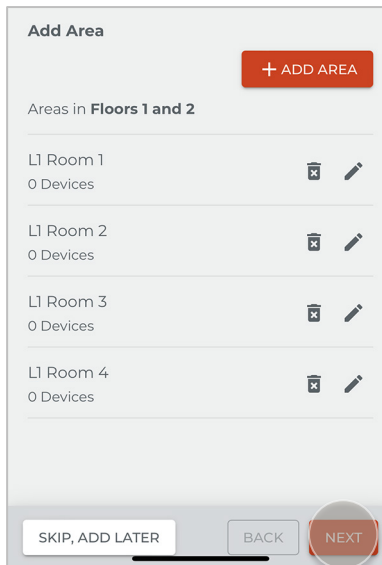 Add Area
+ ADD AREA
Areas in Floors 1 and 2
L1 Room 1
0 Devices
L1 Room 2
0 Devices
L1 Room 3
0 Devices
L1 Room 4
0 Devices
SKIP, ADD LATER
BACK
NEXT